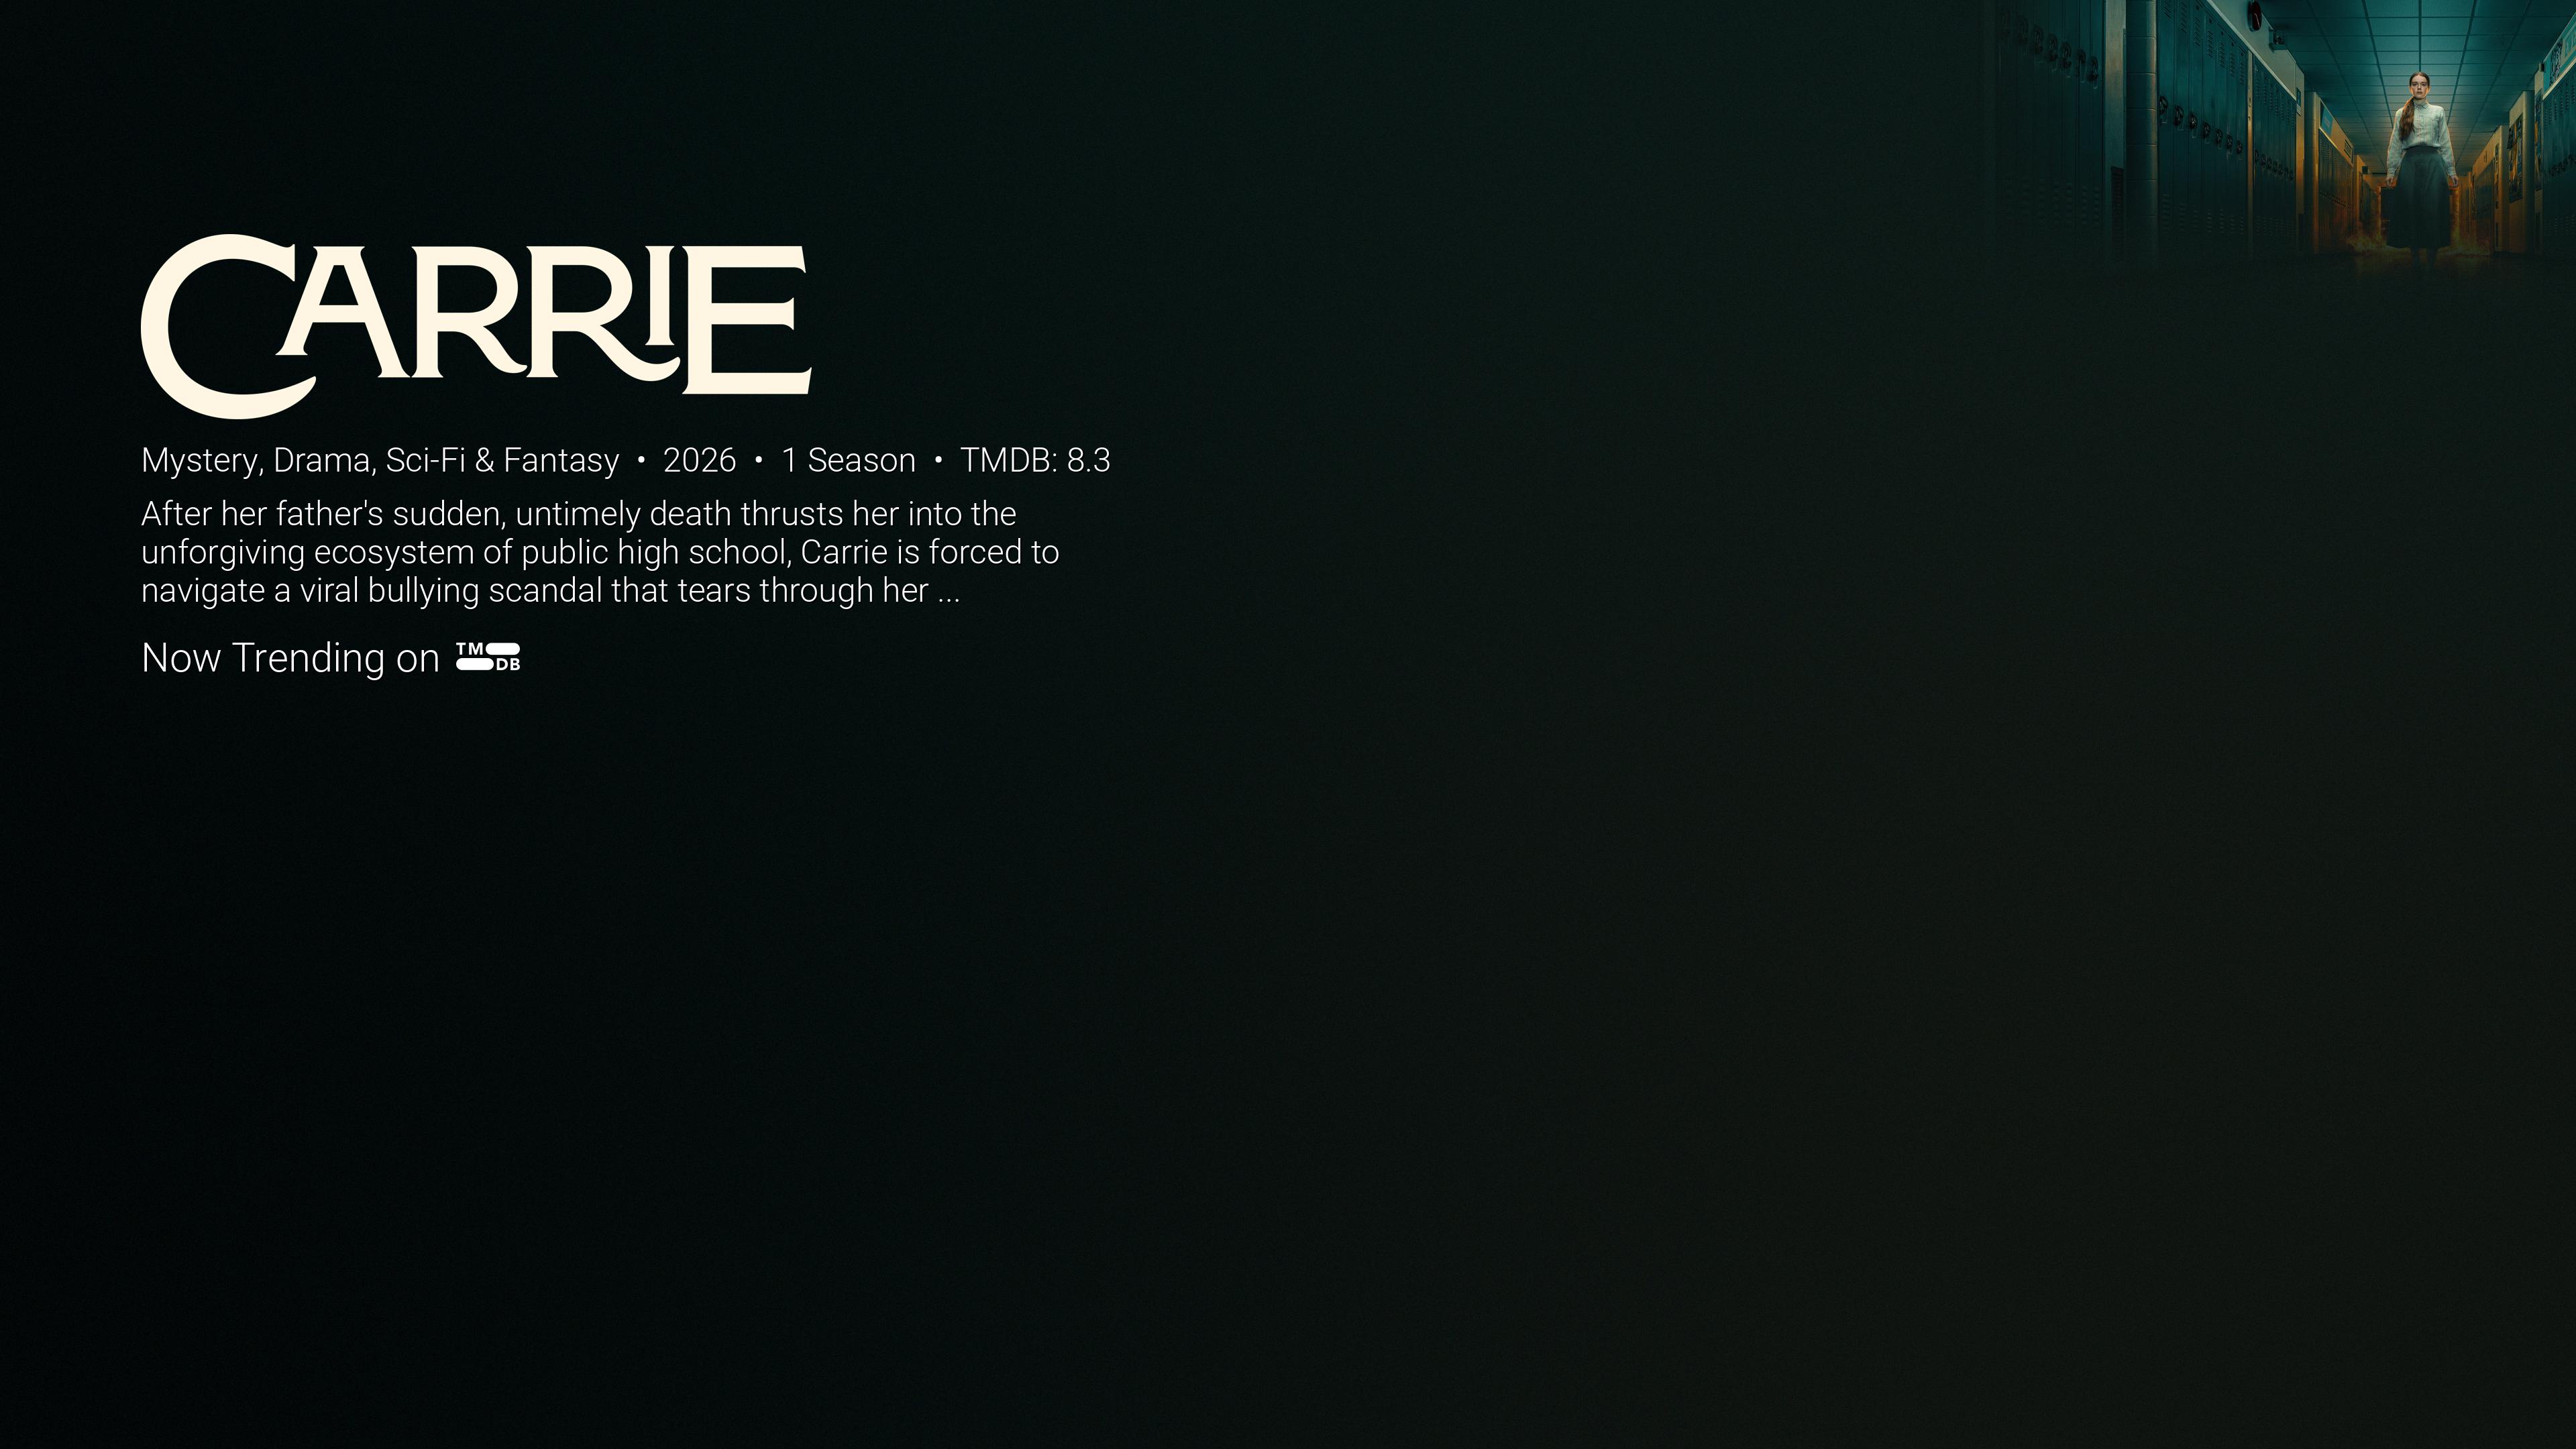 CARRIE
Mystery, Drama, Sci-Fi & Fantasy • 2026 • 1 Season • TMDB: 8.3
After her father's sudden, untimely death thrusts her into the
unforgiving ecosystem of public high school, Carrie is forced to
navigate a viral bullying scandal that tears through her ...
Now Trending on TMDB